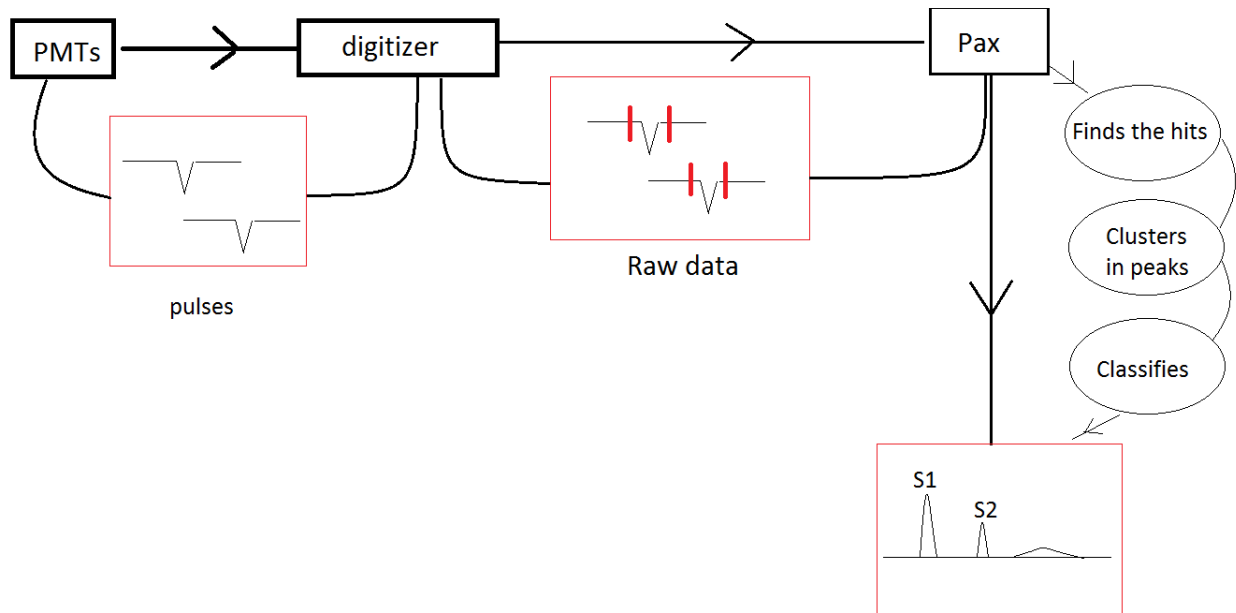 PMTs
digitizer
Pax
Finds the hits
Clusters
in peaks
Classifies
pulses
Raw data
S1
S2